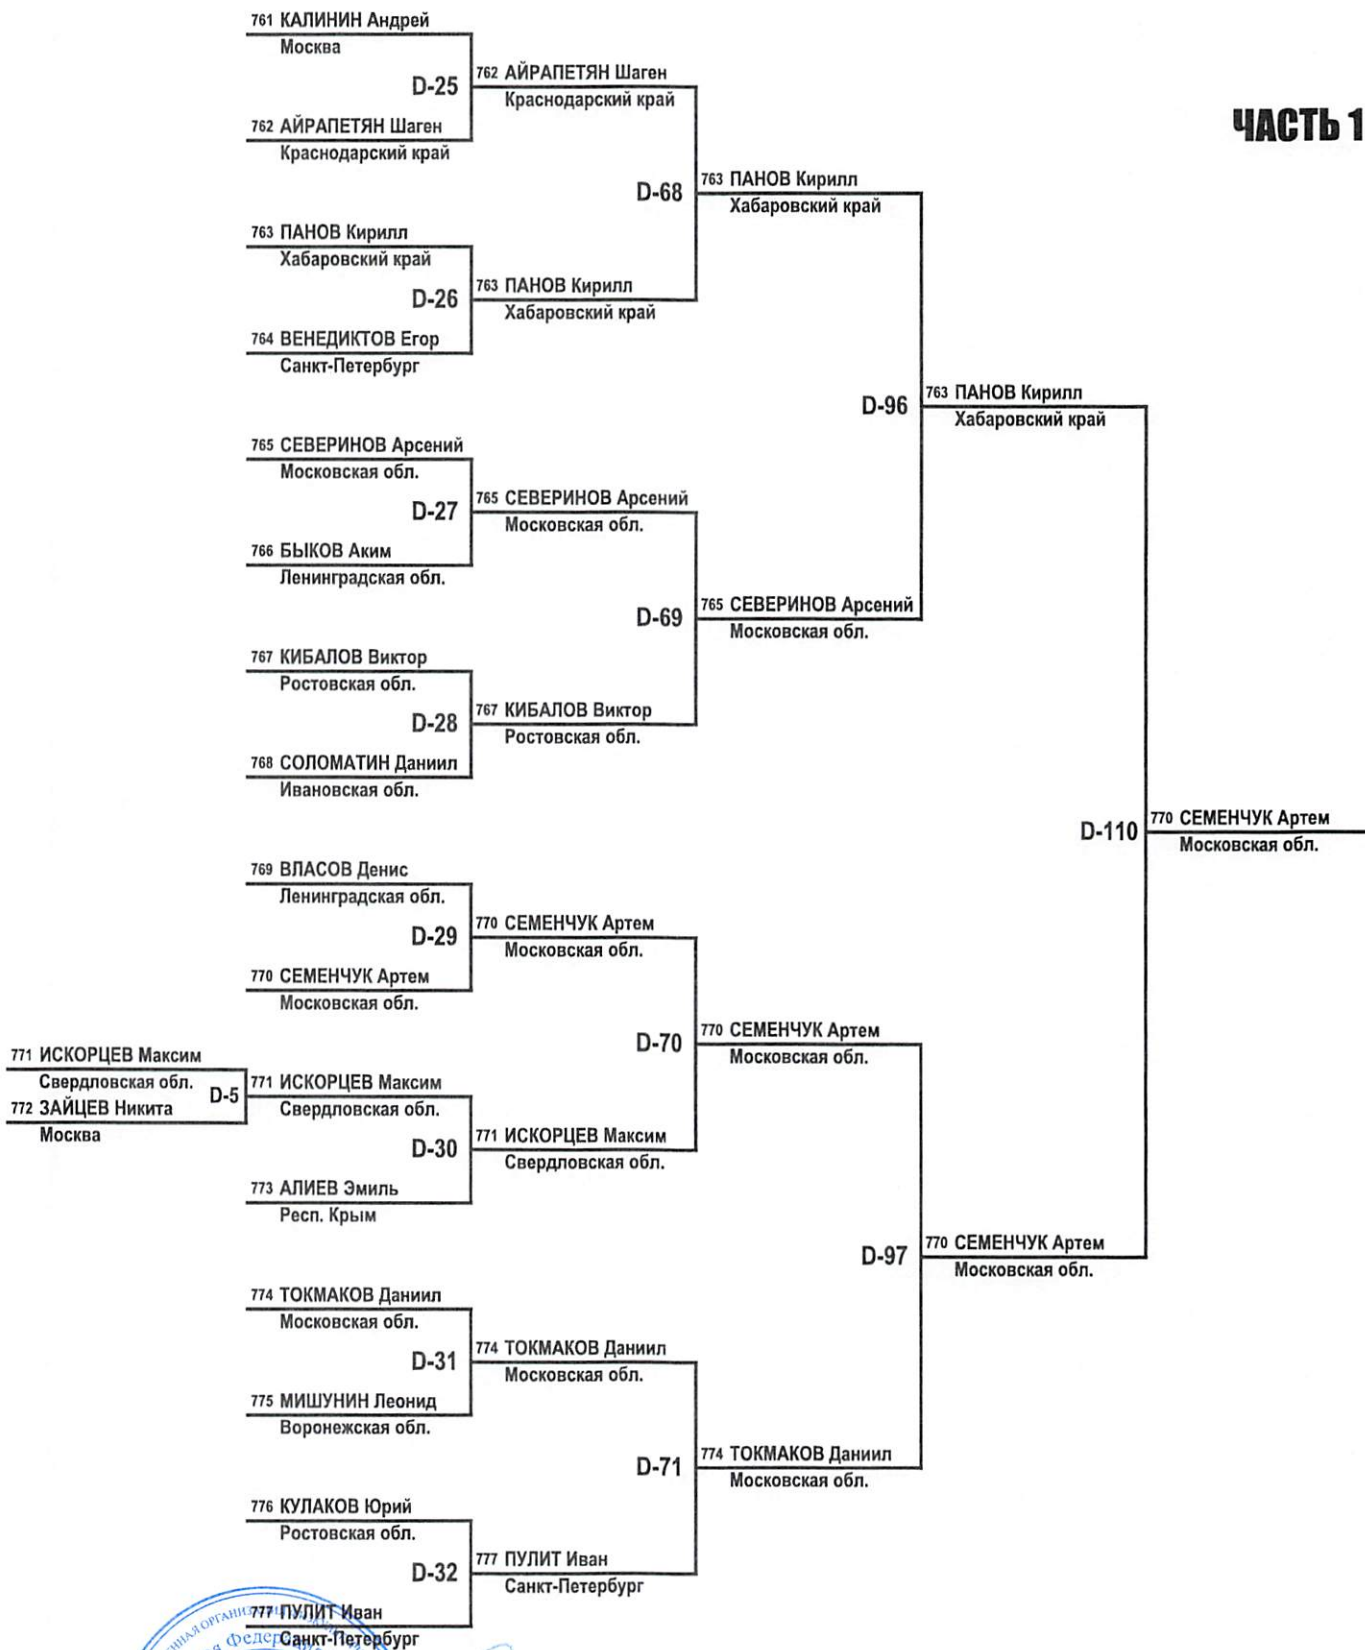 761 КАЛИНИН Андрей
Москва
D-25
762 АЙРАПЕТЯН Шаген
Краснодарский край
ЧАСТЬ 1
762 АЙРАПЕТЯН Шаген
Краснодарский край
D-68
763 ПАНОВ Кирилл
Хабаровский край
763 ПАНОВ Кирилл
Хабаровский край
D-26
763 ПАНОВ Кирилл
Хабаровский край
764 ВЕНЕДИКТОВ Егор
Санкт-Петербург
D-96
763 ПАНОВ Кирилл
Хабаровский край
765 СЕВЕРИНОВ Арсений
Московская обл.
D-27
765 СЕВЕРИНОВ Арсений
Московская обл.
766 БЫКОВ Аким
Ленинградская обл.
D-69
765 СЕВЕРИНОВ Арсений
Московская обл.
767 КИБАЛОВ Виктор
Ростовская обл.
D-28
767 КИБАЛОВ Виктор
Ростовская обл.
768 СОЛОМАТИН Даниил
Ивановская обл.
D-110
770 СЕМЕНЧУК Артем
Московская обл.
769 ВЛАСОВ Денис
Ленинградская обл.
D-29
770 СЕМЕНЧУК Артем
Московская обл.
770 СЕМЕНЧУК Артем
Московская обл.
D-70
770 СЕМЕНЧУК Артем
Московская обл.
771 ИСКОРЦЕВ Максим
Свердловская обл.
D-5
772 ЗАЙЦЕВ Никита
Москва
771 ИСКОРЦЕВ Максим
Свердловская обл.
D-30
771 ИСКОРЦЕВ Максим
Свердловская обл.
773 АЛИЕВ Эмиль
Респ. Крым
D-97
770 СЕМЕНЧУК Артем
Московская обл.
774 ТОКМАКОВ Даниил
Московская обл.
D-31
774 ТОКМАКОВ Даниил
Московская обл.
775 МИШУНИН Леонид
Воронежская обл.
D-71
774 ТОКМАКОВ Даниил
Московская обл.
776 КУЛАКОВ Юрий
Ростовская обл.
D-32
777 ПУЛИТ Иван
Санкт-Петербург
777 ПУЛИТ Иван
Санкт-Петербург